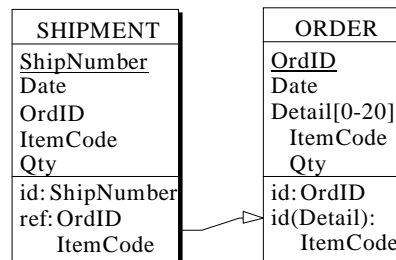 SHIPMENT
ShipNumber
Date
OrdID
ItemCode
Qty
id: ShipNumber
ref: OrdID
ItemCode
ORDER
OrdID
Date
Detail[0-20]
ItemCode
Qty
id: OrdID
id(Detail):
ItemCode